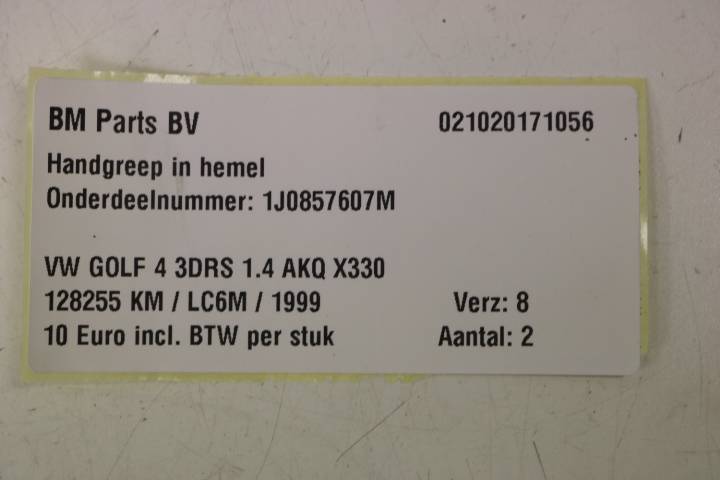 BM Parts BV 021020171056
Handgreep in hemel
Onderdeelnummer: 1J0857607M
VW GOLF 4 3DRS 1.4 AKQ X330
128255 KM / LC6M / 1999 Verz: 8
10 Euro incl. BTW per stuk Aantal: 2